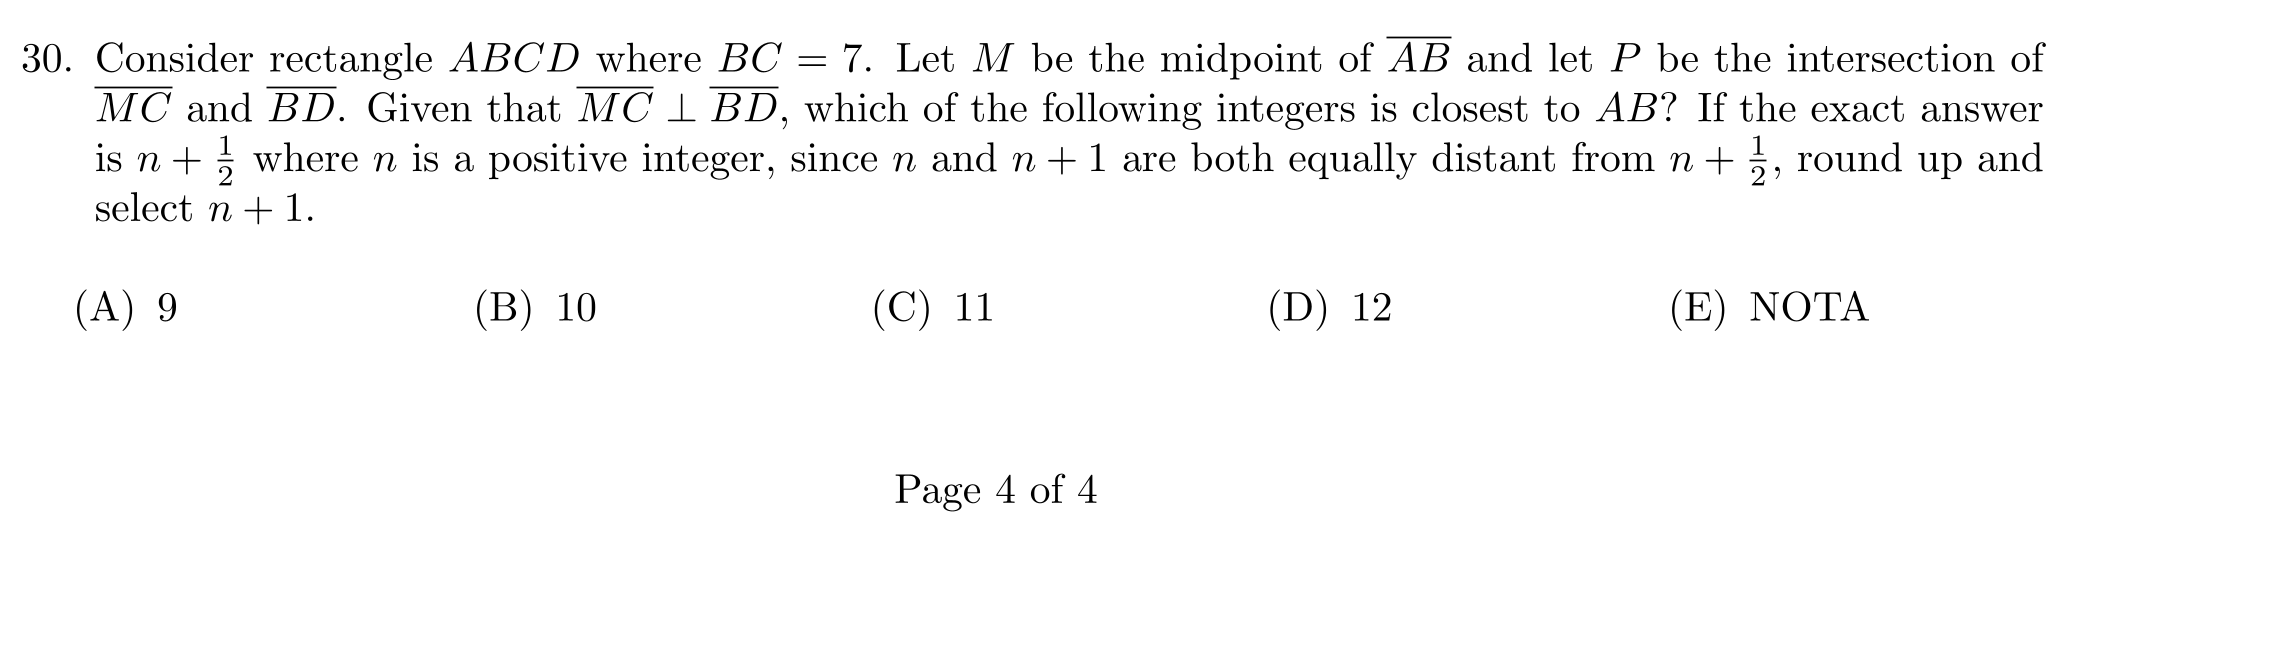 30. Consider rectangle $ABCD$ where $BC = 7$. Let $M$ be the midpoint of $\overline{AB}$ and let $P$ be the intersection of
$\overline{MC}$ and $\overline{BD}$. Given that $\overline{MC} \perp \overline{BD}$, which of the following integers is closest to $AB$? If the exact answer
is $n + \frac{1}{2}$ where $n$ is a positive integer, since $n$ and $n + 1$ are both equally distant from $n + \frac{1}{2}$, round up and
select $n + 1$.
(A) 9 (B) 10 (C) 11 (D) 12 (E) NOTA
Page 4 of 4